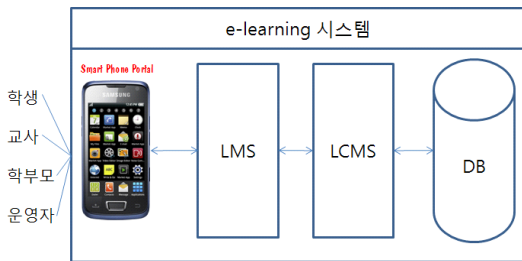 e-learning 시스템
Smart Phone Portal
SAMSUNG
학생
교사
학부모
운영자
LMS
LCMS
DB